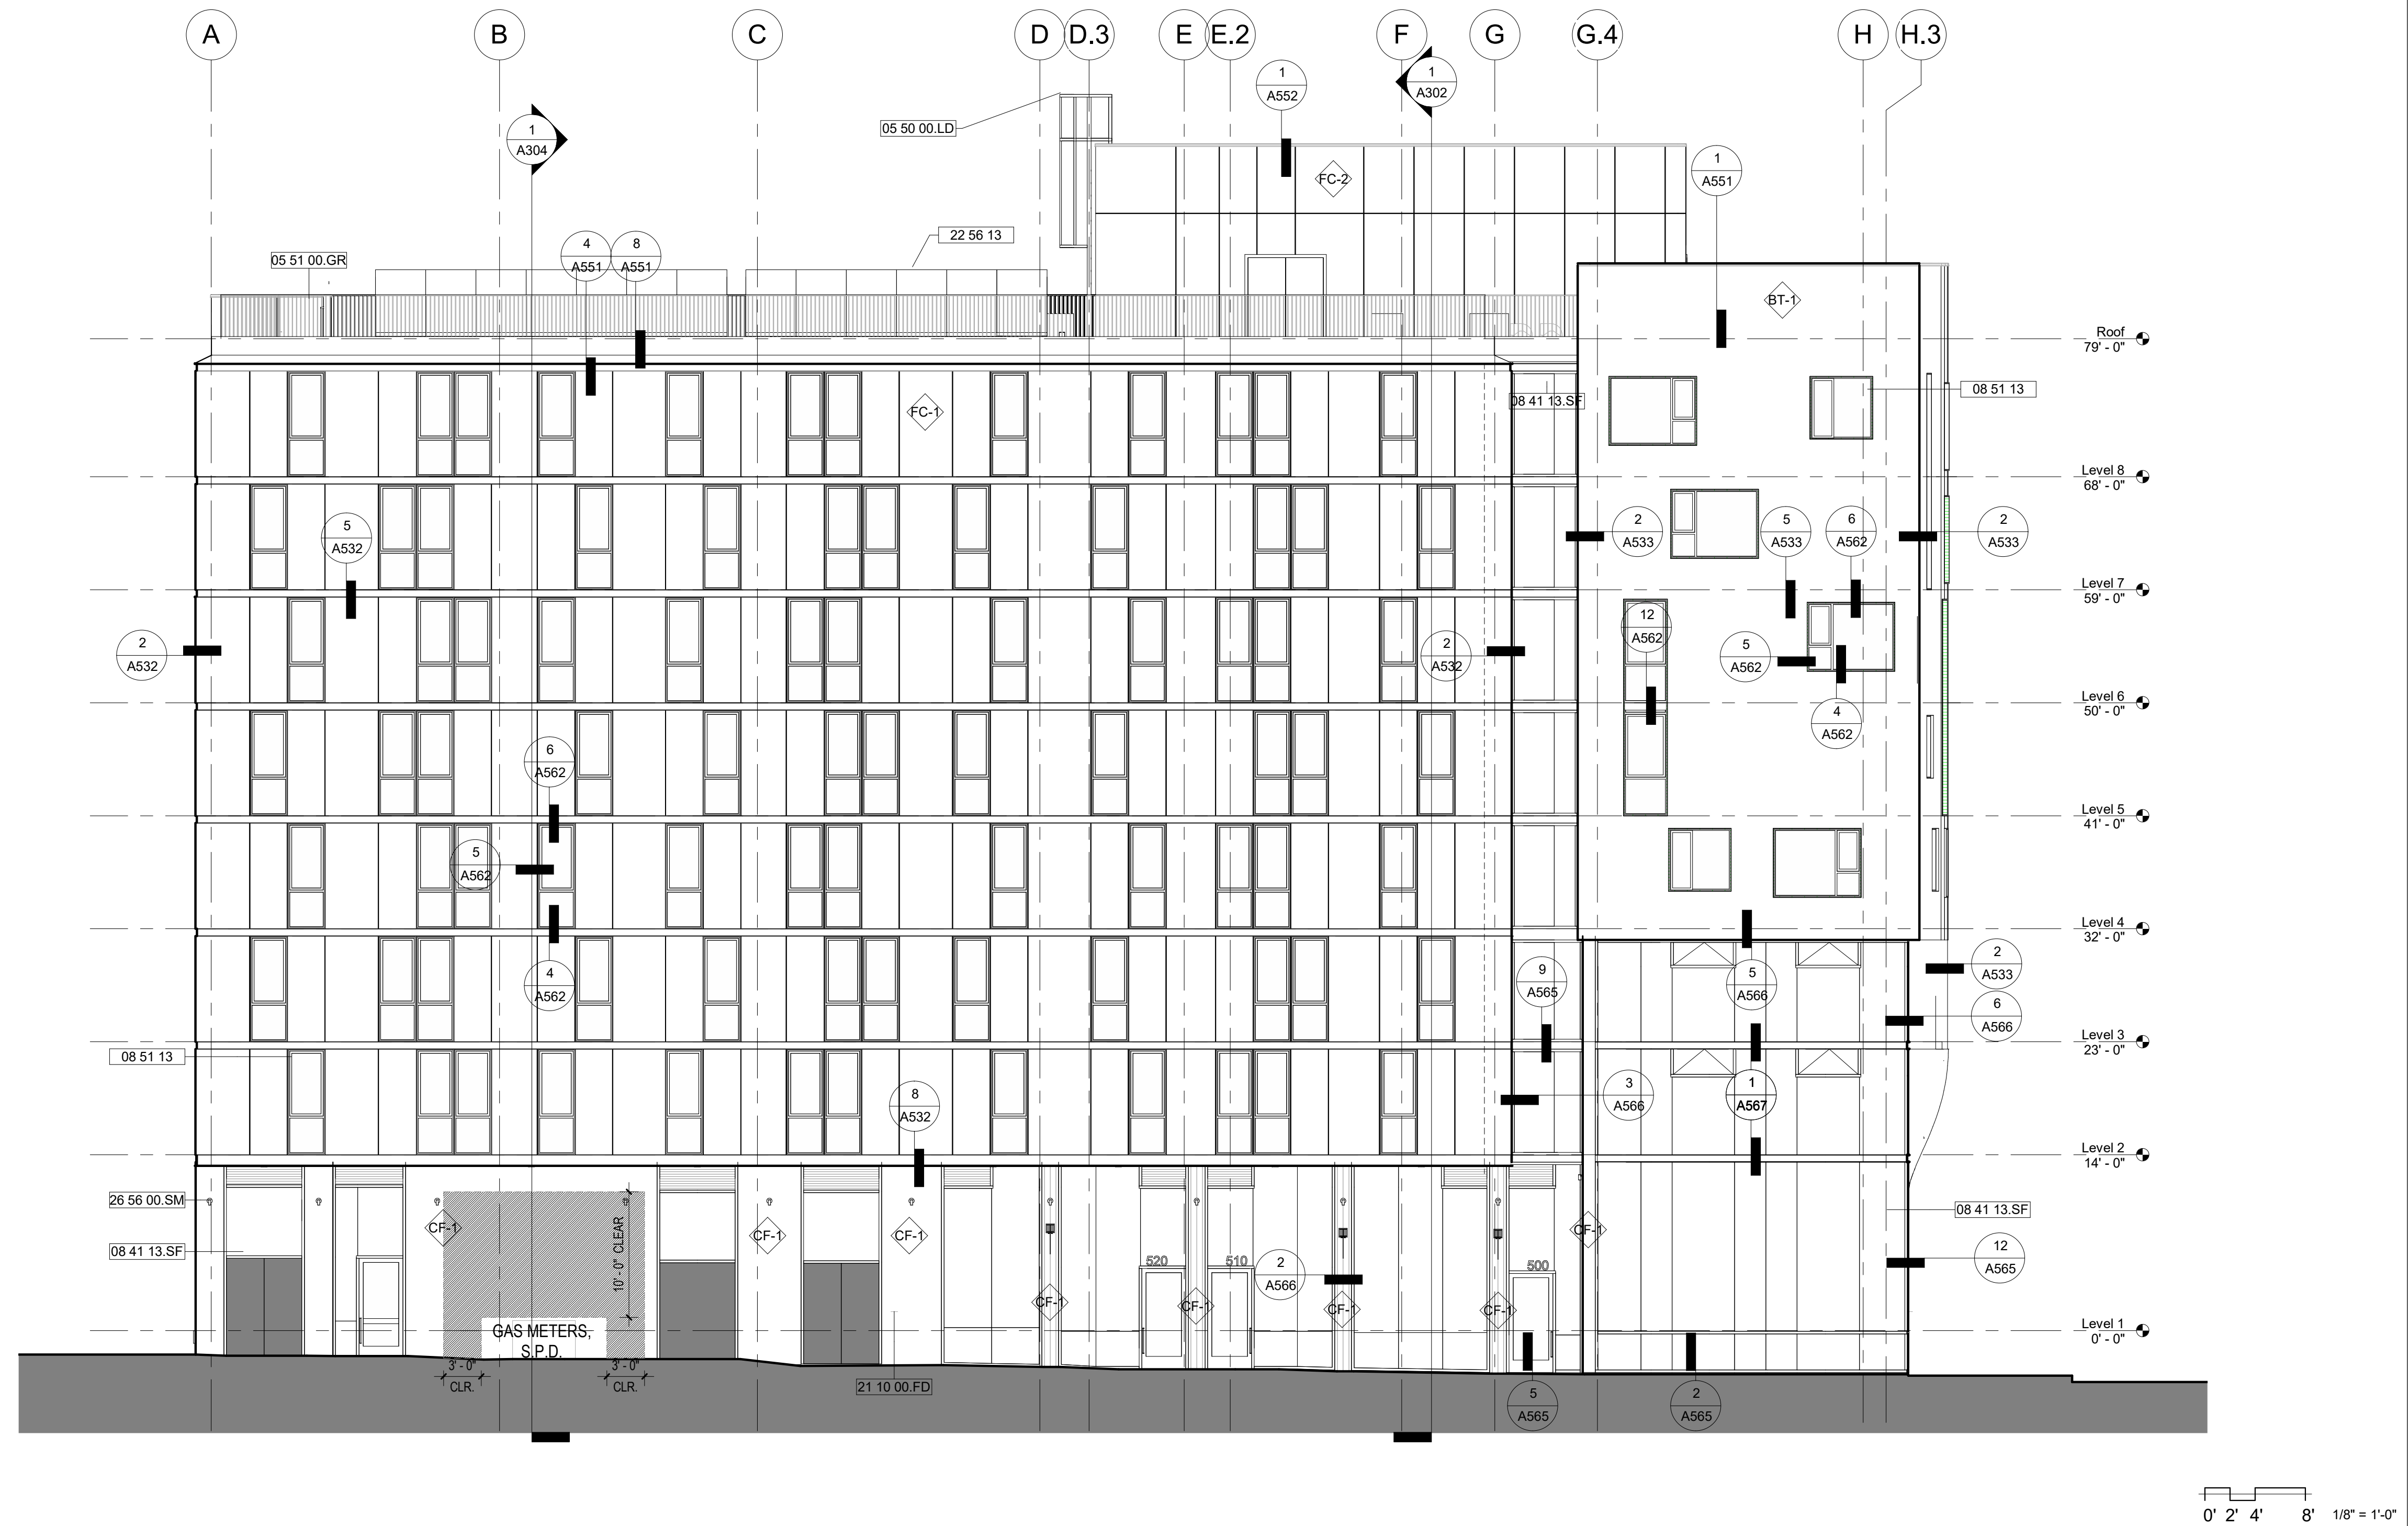 A
B
C
D
D.3
E
E.2
F
G
G.4
H
H.3
1
A552
1
A302
05 50 00.LD
1
A304
1
A551
FC-2
22 56 13
4
A551
8
A551
05 51 00.GR
BT-1
Roof
79' - 0"
08 41 13.SF
08 51 13
FC-1
Level 8
68' - 0"
5
A532
2
A533
5
A533
6
A562
2
A533
Level 7
59' - 0"
2
A532
2
A532
12
A562
5
A562
Level 6
50' - 0"
4
A562
6
A562
Level 5
41' - 0"
5
A562
Level 4
32' - 0"
4
A562
9
A565
5
A566
2
A533
6
A566
08 51 13
Level 3
23' - 0"
8
A532
3
A566
1
A567
Level 2
14' - 0"
26 56 00.SM
08 41 13.SF
CF-1
10' - 0" CLEAR
CF-1
CF-1
CF-1
08 41 13.SF
520
510
2
A566
500
12
A565
CF-1
CF-1
CF-1
CF-1
GAS METERS,
S.P.D.
Level 1
0' - 0"
3' - 0"
CLR.
3' - 0"
CLR.
21 10 00.FD
5
A565
2
A565
0' 2' 4' 8'
1/8" = 1'-0"